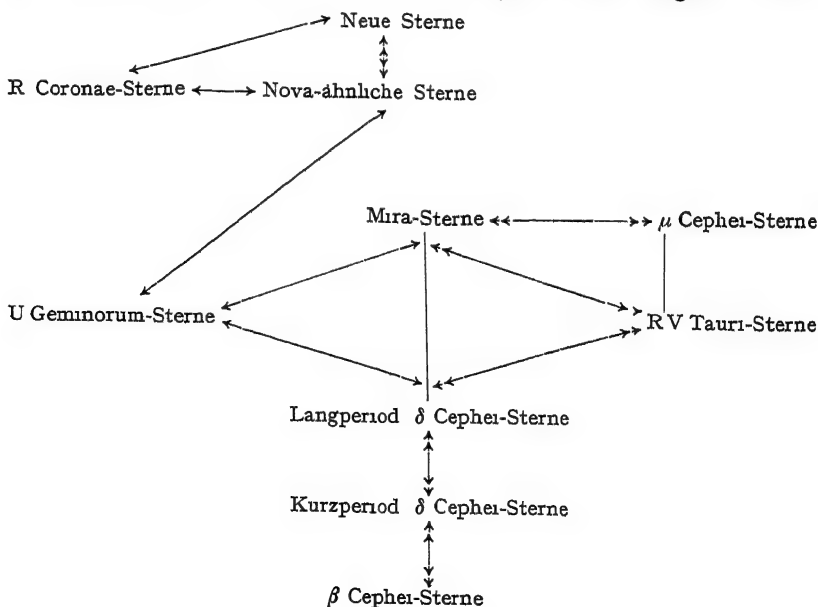 Neue Sterne
R Coronae-Sterne
Nova-ähnliche Sterne
Mira-Sterne
μ Cephei-Sterne
U Geminorum-Sterne
RV Tauri-Sterne
Langperiod δ Cephei-Sterne
Kurzperiod δ Cephei-Sterne
β Cephei-Sterne